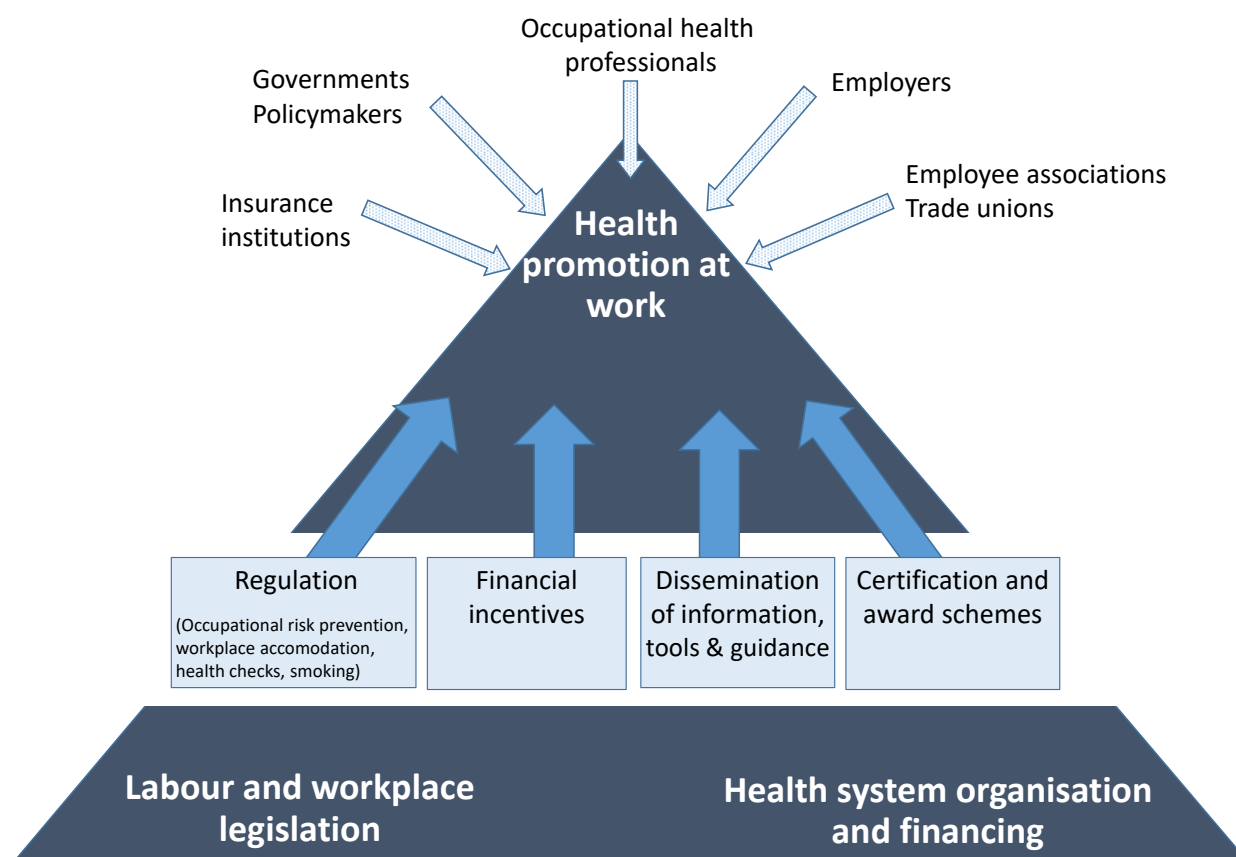 Occupational health
professionals
Governments
Policymakers
Employers
Insurance
institutions
Employee associations
Trade unions
Health
promotion at
work
Regulation
(Occupational risk prevention,
workplace accomodation,
health checks, smoking)
Financial
incentives
Dissemination
of information,
tools & guidance
Certification and
award schemes
Labour and workplace
legislation
Health system organisation
and financing